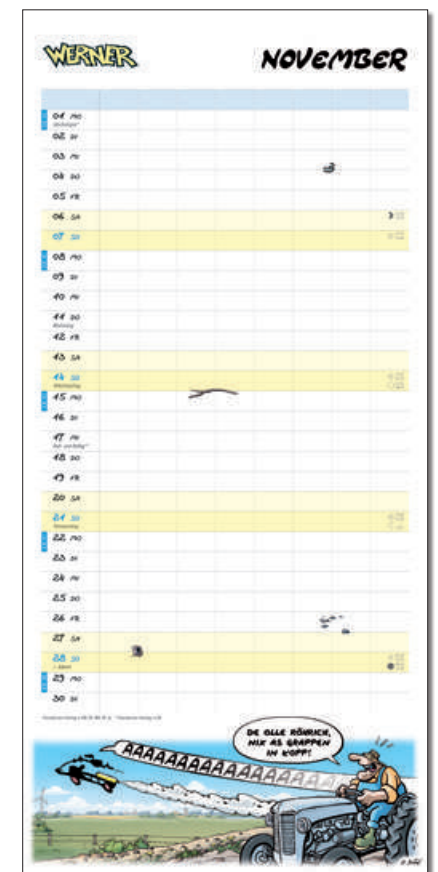 WERNER
NOVEMBER
01 MO
02 DI
03 MI
04 DO
05 FR
06 SA
07 SO
08 MO
09 DI
10 MI
11 DO
12 FR
13 SA
14 SO
15 MO
16 DI
17 MI
18 DO
19 FR
20 SA
21 SO
22 MO
23 DI
24 MI
25 DO
26 FR
27 SA
28 SO
1. Advent
29 MO
30 DI
DE OLLE RÖHRICH,
NIX AS GRAPPEN
IN KOPP!
AAAAAAAAAAAAAAAAAA